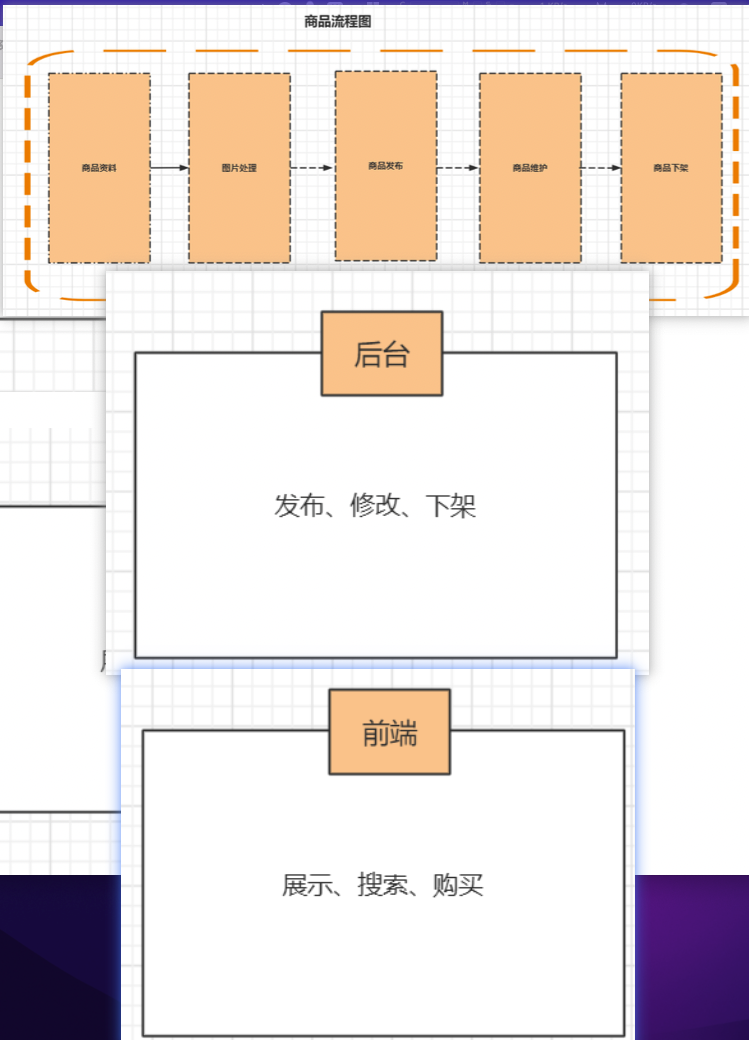 商品流程图
商品资料
图片处理
商品发布
商品维护
商品下架
后台
发布、修改、下架
前端
展示、搜索、购买